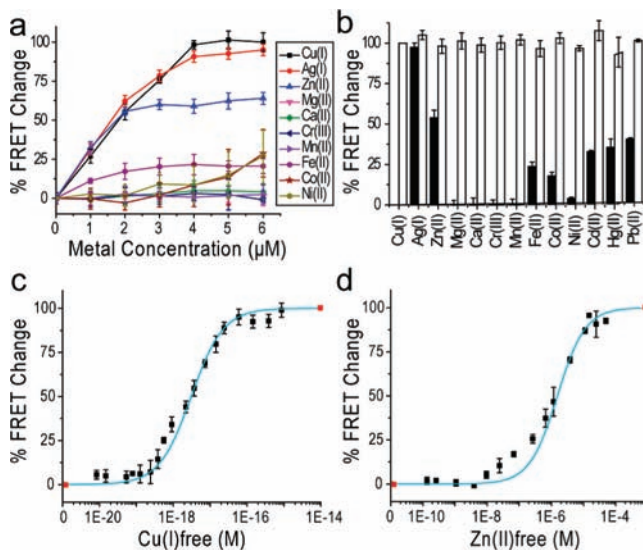 a
% FRET Change
100
75
50
25
0
0 1 2 3 4 5 6
Metal Concentration (μM)
Cu(I)
Ag(I)
Zn(II)
Mg(II)
Ca(II)
Cr(III)
Mn(II)
Fe(II)
Co(II)
Ni(II)
b
% FRET Change
100
75
50
25
0
Cu(I)
Ag(I)
Zn(II)
Mg(II)
Ca(II)
Cr(III)
Mn(II)
Fe(II)
Co(II)
Ni(II)
Cd(II)
Hg(II)
Pb(II)
c
% FRET Change
100
75
50
25
0
0 1E-20 1E-18 1E-16 1E-14
Cu(I)free (M)
d
% FRET Change
100
75
50
25
0
0 1E-10 1E-8 1E-6 1E-4
Zn(II)free (M)